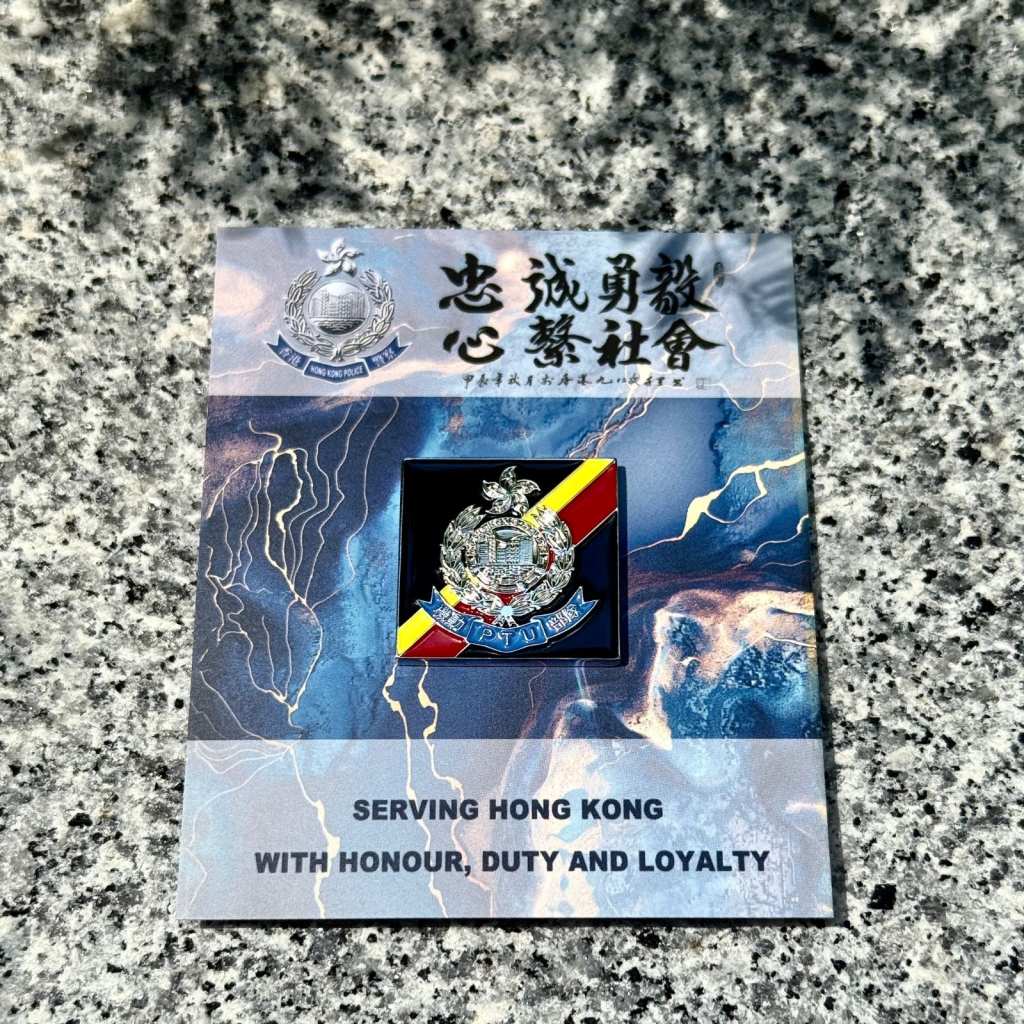 忠誠勇毅
心繫社會
香港 HONG KONG POLICE 警察
機動 PTU 部隊
SERVING HONG KONG
WITH HONOUR, DUTY AND LOYALTY